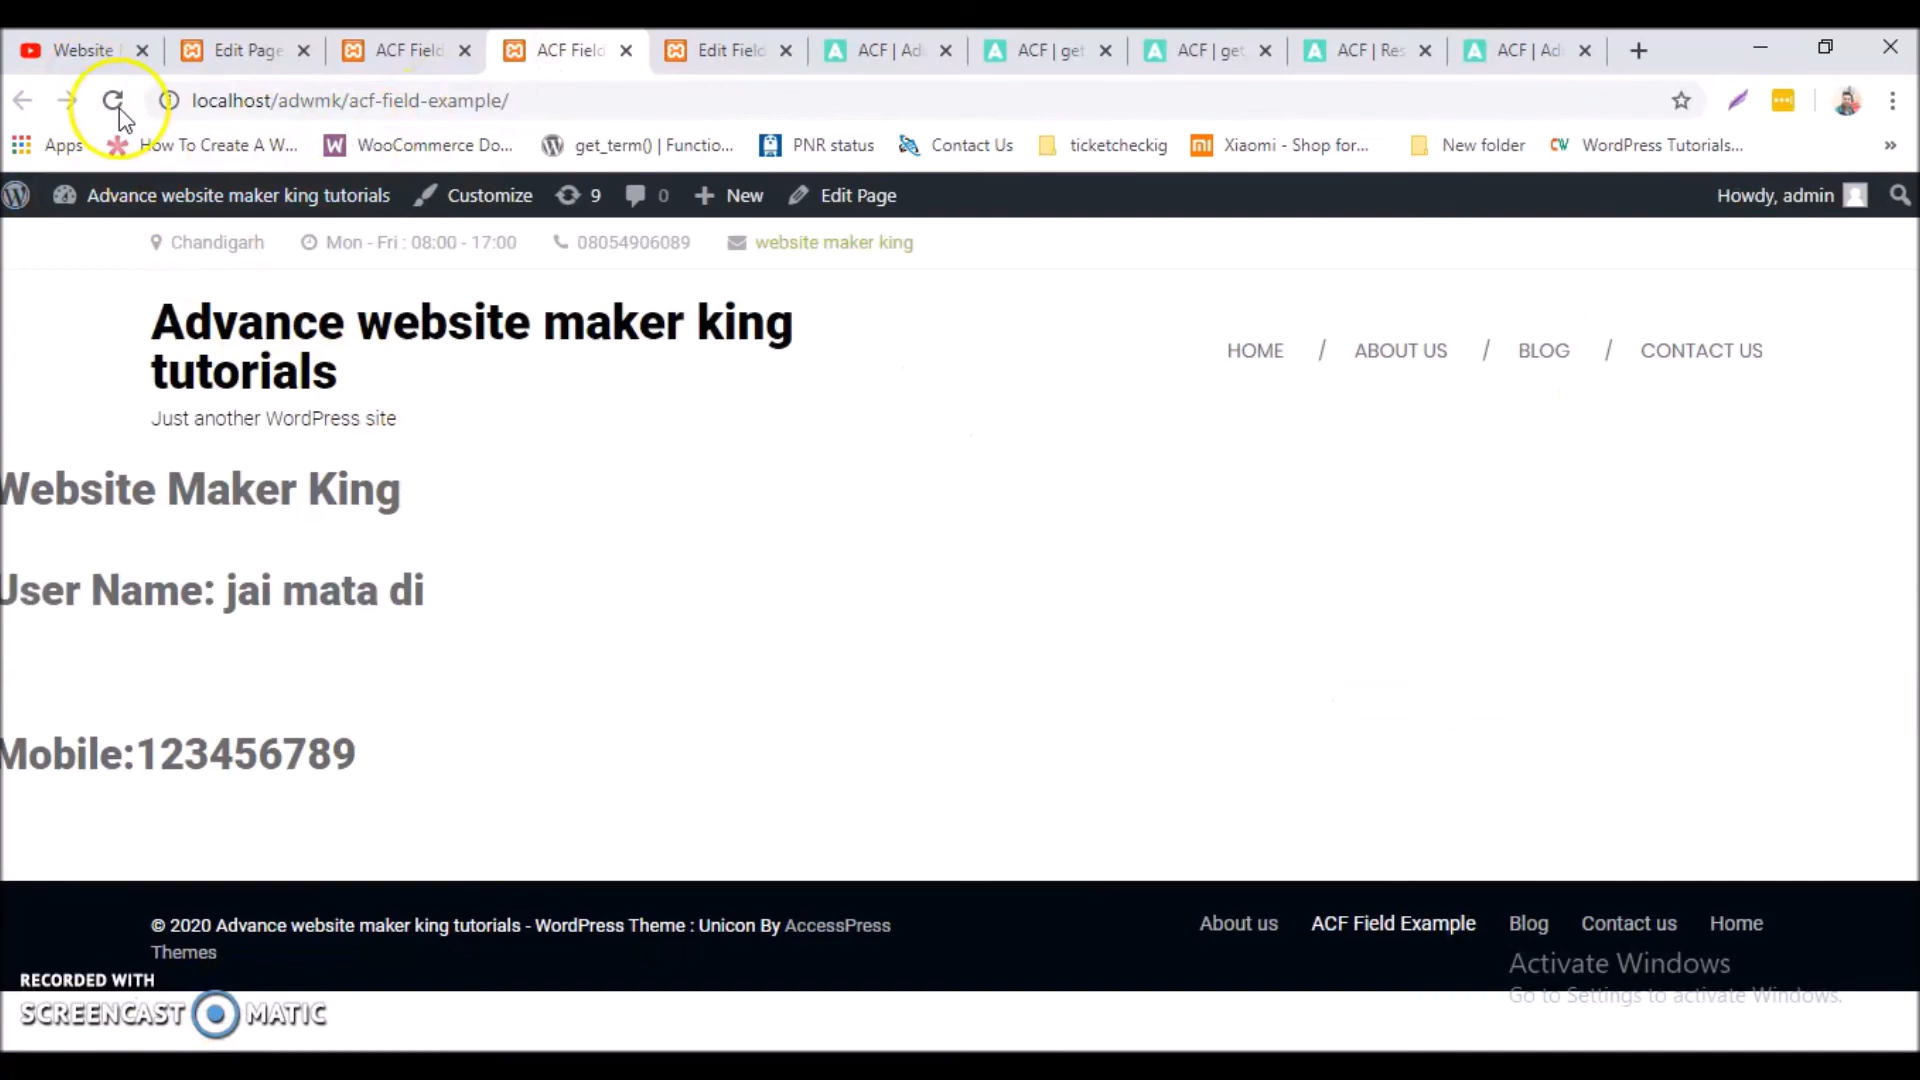 Website
Edit Page
ACF Field
ACF Field
Edit Field
ACF | Ad
ACF | get
ACF | get
ACF | Res
ACF | Ad
localhost/adwmk/acf-field-example/
Apps
How To Create A W...
WooCommerce Do...
get_term() | Functio...
PNR status
Contact Us
ticketcheckig
Xiaomi - Shop for...
New folder
WordPress Tutorials...
»
Advance website maker king tutorials
Customize
9
0
New
Edit Page
Howdy, admin
Chandigarh
Mon - Fri : 08:00 - 17:00
08054906089
website maker king
Advance website maker king
tutorials
Just another WordPress site
HOME / ABOUT US / BLOG / CONTACT US
Website Maker King
User Name: jai mata di
Mobile:123456789
© 2020 Advance website maker king tutorials - WordPress Theme : Unicon By AccessPress
Themes
About us ACF Field Example Blog Contact us Home
Activate Windows
Go to Settings to activate Windows.
RECORDED WITH
SCREENCAST MATIC